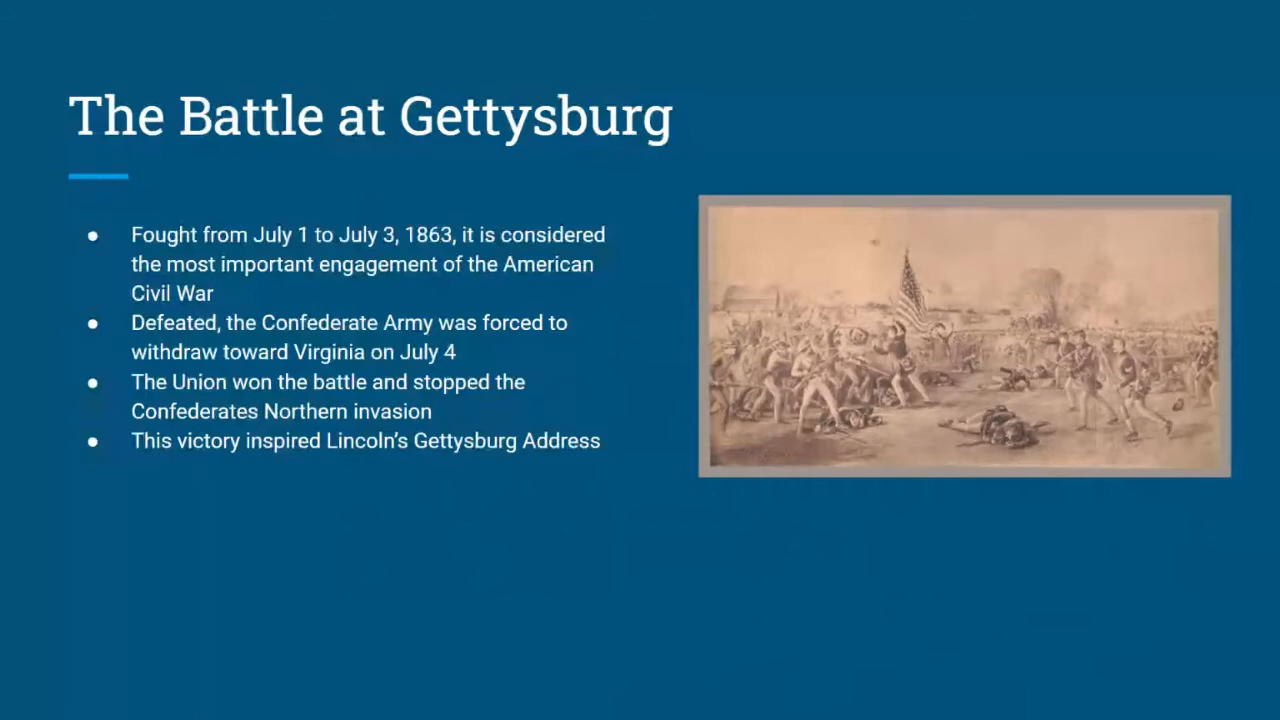 The Battle at Gettysburg
● Fought from July 1 to July 3, 1863, it is considered
the most important engagement of the American
Civil War
● Defeated, the Confederate Army was forced to
withdraw toward Virginia on July 4
● The Union won the battle and stopped the
Confederates Northern invasion
● This victory inspired Lincoln’s Gettysburg Address